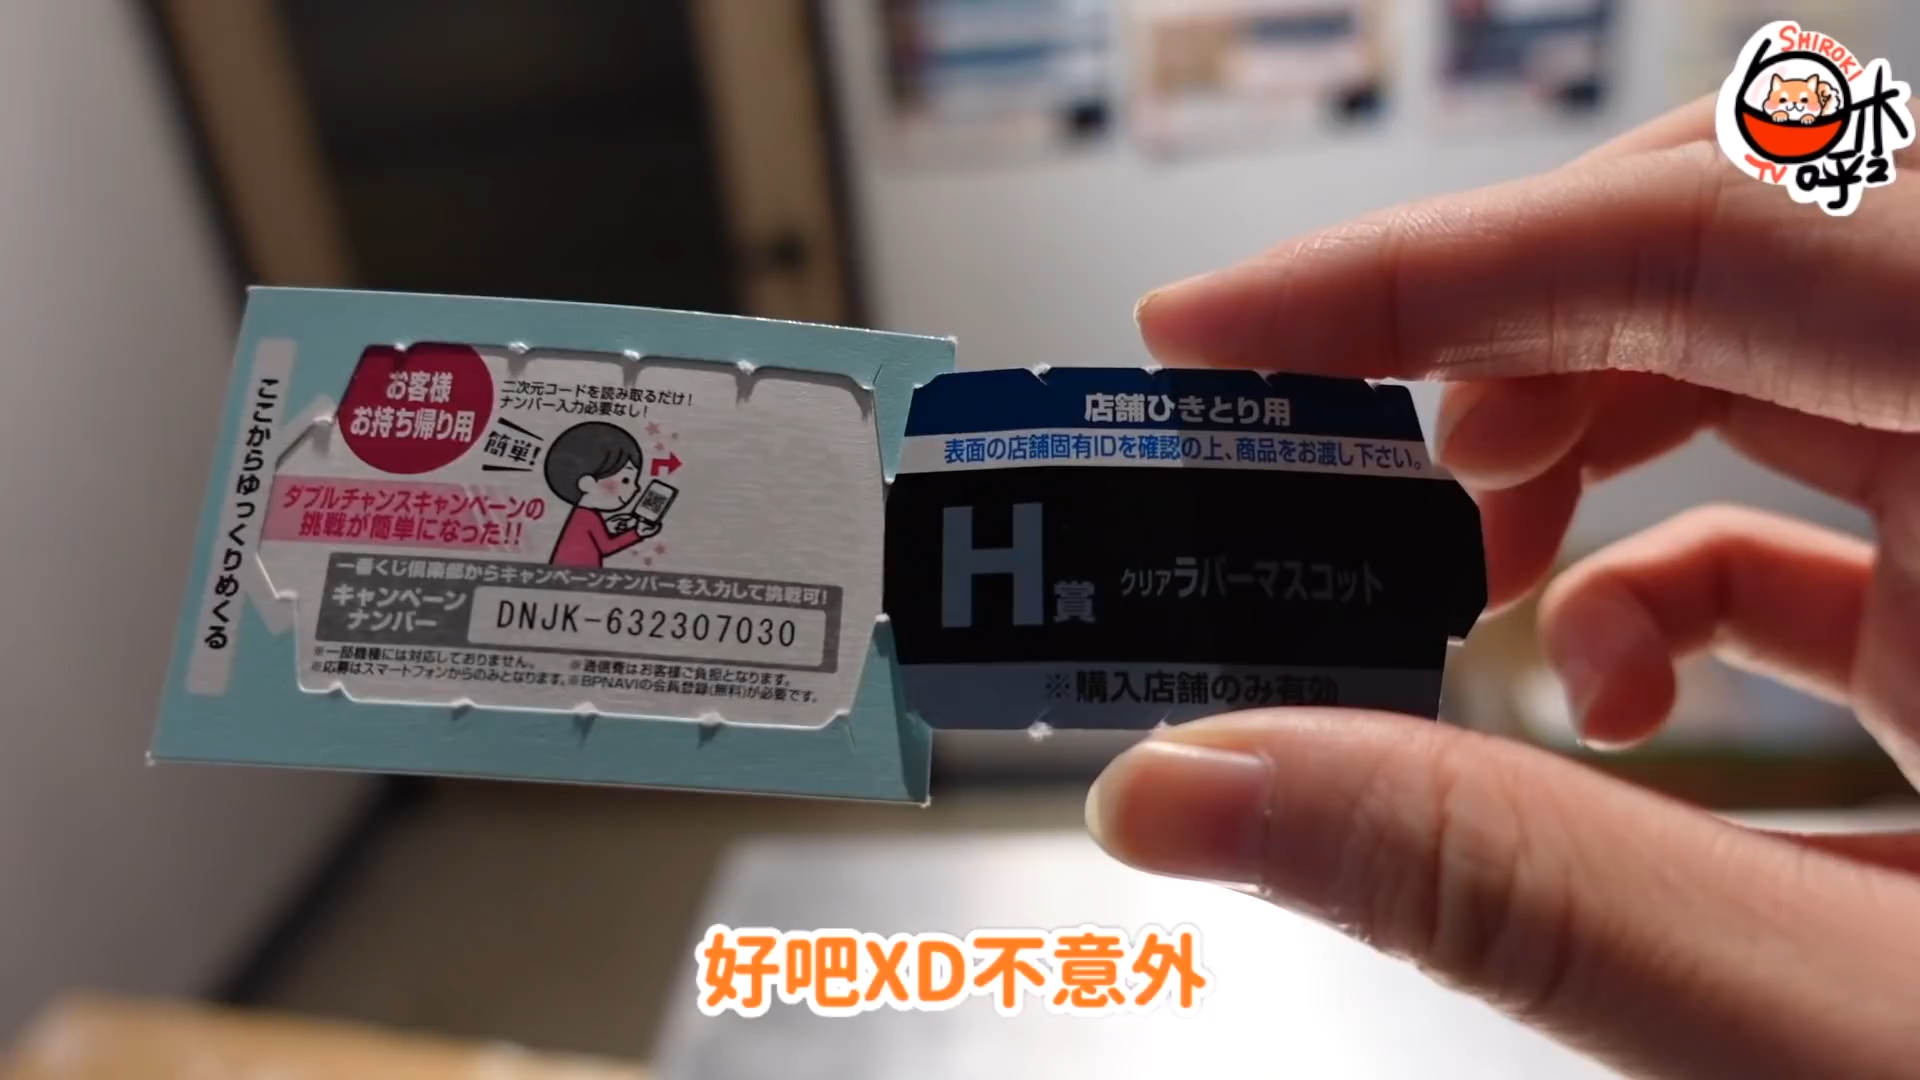 SHIROKI
木
呼2
TV
ここからゆっくりめくる
お客様
お持ち帰り用
二次元コードを読み取るだけ!
ナンバー入力必要なし!
簡単!
ダブルチャンスキャンペーンの
挑戦が簡単になった!!
一番くじ倶楽部からキャンペーンナンバーを入力して挑戦可!
キャンペーン
ナンバー
DNJK-632307030
※一部機種には対応しておりません。 ※通信費はお客様ご負担となります。
※応募はスマートフォンからのみとなります。※BPNAVIの会員登録(無料)が必要です。
店舗ひきとり用
表面の店舗固有IDを確認の上、商品をお渡し下さい。
H賞 クリアラバーマスコット
※購入店舗のみ有効
好吧XD不意外